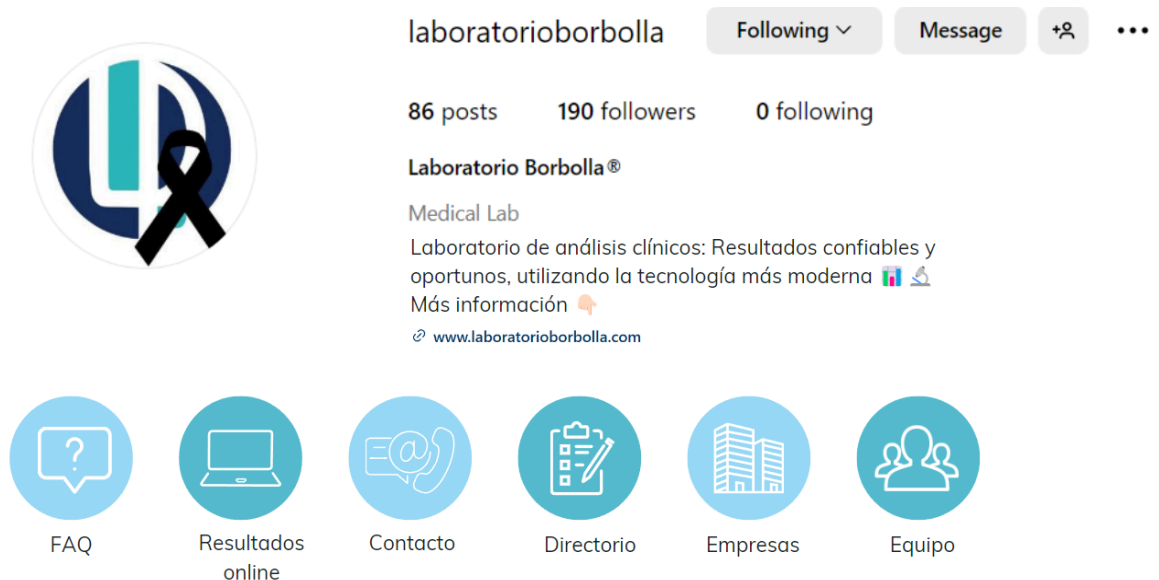 laboratorioborbolla
Following
Message
86 posts
190 followers
0 following
Laboratorio Borbolla®
Medical Lab
Laboratorio de análisis clínicos: Resultados confiables y
oportunos, utilizando la tecnología más moderna
Más información
www.laboratorioborbolla.com
FAQ
Resultados
online
Contacto
Directorio
Empresas
Equipo